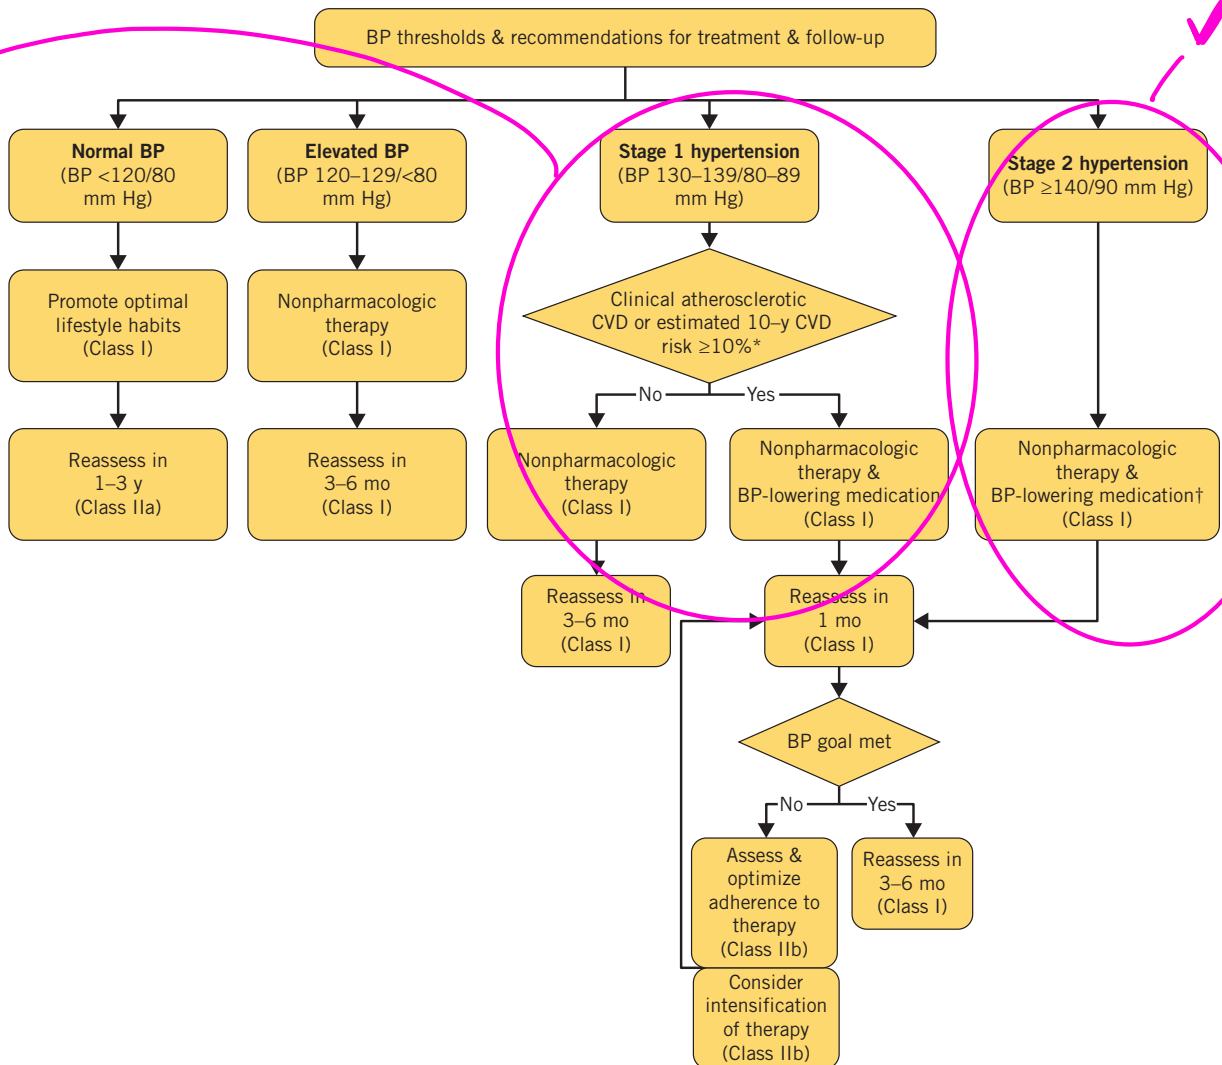 BP thresholds & recommendations for treatment & follow-up
Normal BP
(BP <120/80
mm Hg)
Elevated BP
(BP 120–129/<80
mm Hg)
Stage 1 hypertension
(BP 130–139/80–89
mm Hg)
Stage 2 hypertension
(BP ≥140/90 mm Hg)
Promote optimal
lifestyle habits
(Class I)
Nonpharmacologic
therapy
(Class I)
Clinical atherosclerotic
CVD or estimated 10–y CVD
risk ≥10%*
No
Yes
Reassess in
1–3 y
(Class IIa)
Reassess in
3–6 mo
(Class I)
Nonpharmacologic
therapy
(Class I)
Nonpharmacologic
therapy &
BP-lowering medication
(Class I)
Nonpharmacologic
therapy &
BP-lowering medication†
(Class I)
Reassess in
3–6 mo
(Class I)
Reassess in
1 mo
(Class I)
BP goal met
No
Yes
Assess &
optimize
adherence to
therapy
(Class IIb)
Reassess in
3–6 mo
(Class I)
Consider
intensification
of therapy
(Class IIb)